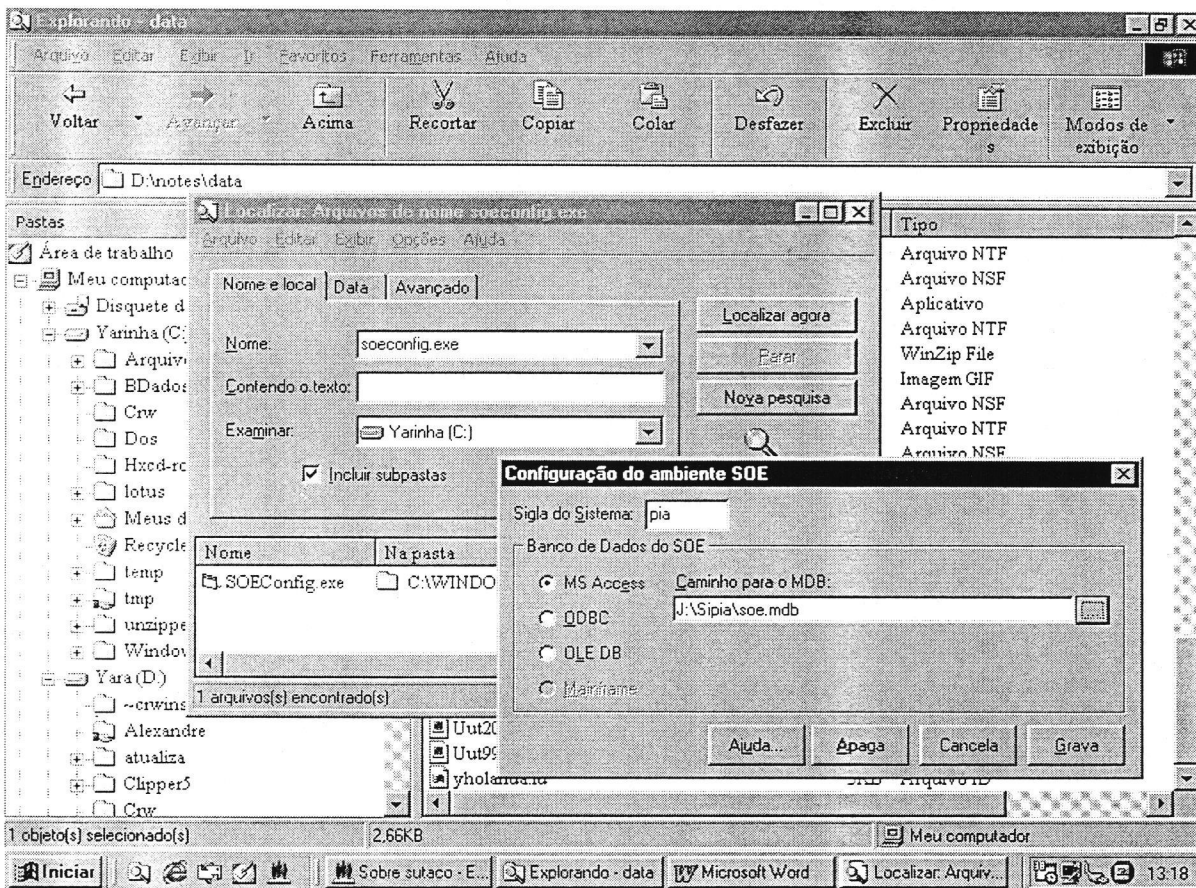 Explorando - data
Arquivo Editar Exibir Ir Favoritos Ferramentas Ajuda
Voltar Avançar Acima Recortar Copiar Colar Desfazer Excluir Propriedade
s Modos de
exibição
Endereço D:\notes\data
Pastas
Área de trabalho
Meu computac
Disquete d
Yarinha (C:
Arquiv
BDados
Crw
Dos
Hxcd-rc
lotus
Meus d
Recycle
temp
tmp
unzippe
Windov
Yara (D:)
~crwins
Alexandre
atualiza
Clipper5
Crw
Localizar: Arquivos de nome soeconfig.exe
Arquivo Editar Exibir Opções Ajuda
Nome e local Data Avançado
Nome: soeconfig.exe
Contendo o texto:
Examinar: Yarinha (C:)
Incluir subpastas
Localizar agora
Parar
Nova pesquisa
Nome Na pasta
SOEConfig.exe C:\WINDO
1 arquivos(s) encontrado(s)
Tipo
Arquivo NTF
Arquivo NSF
Aplicativo
Arquivo NTF
WinZip File
Imagem GIF
Arquivo NSF
Arquivo NTF
Arquivo NSF
Configuração do ambiente SOE
Sigla do Sistema: pia
Banco de Dados do SOE
MS Access
ODBC
OLE DB
Mainframe
Caminho para o MDB:
J:\Sipia\soe.mdb
...
Ajuda... Apaga Cancela Grava
Uut20
Uut99
yholanda.id Arquivo ID
1 objeto(s) selecionado(s) 2,66KB Meu computador
Iniciar Sobre sutaco - E... Explorando - data Microsoft Word Localizar: Arquiv... 13:18